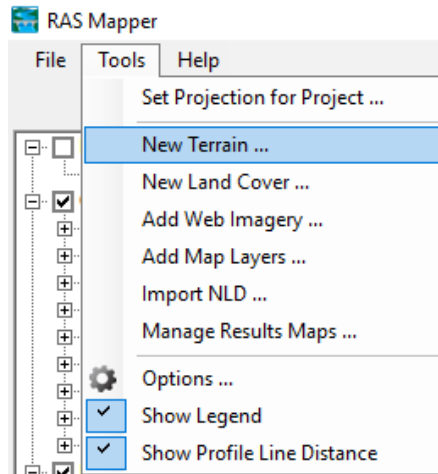 RAS Mapper
File Tools Help
Set Projection for Project ...
New Terrain ...
New Land Cover ...
Add Web Imagery ...
Add Map Layers ...
Import NLD ...
Manage Results Maps ...
Options ...
Show Legend
Show Profile Line Distance